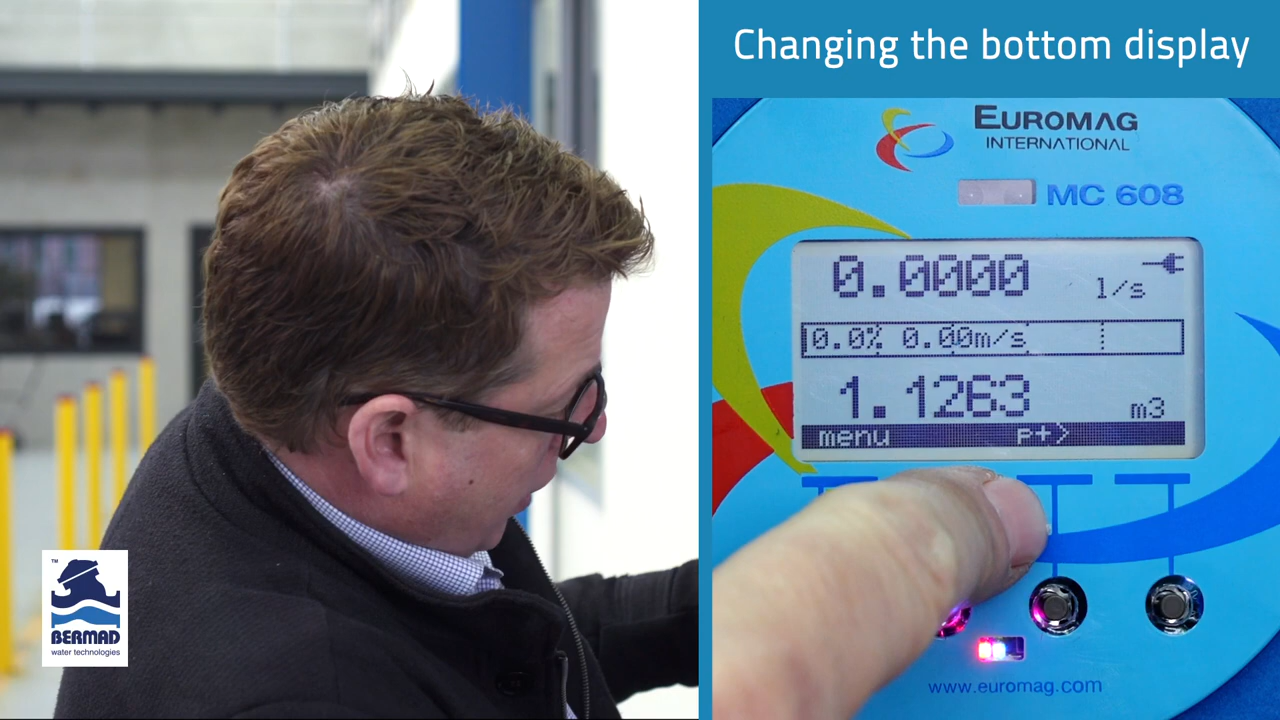 Changing the bottom display
EUROMAG
INTERNATIONAL
MC 608
0.0000 l/s
0.0% 0.00m/s
1.1263 m3
menu p+>
www.euromag.com
TM
BERMAD
water technologies